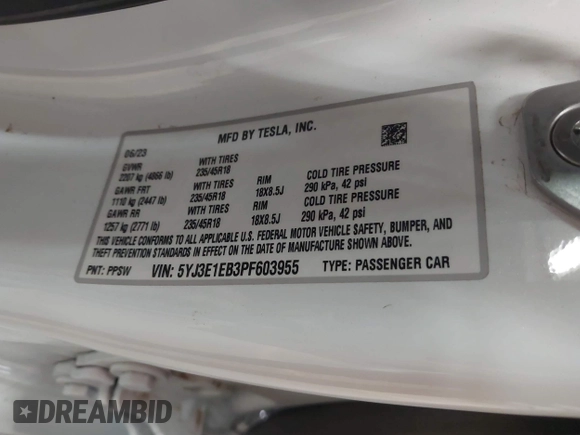 MFD BY TESLA, INC.
06/23
GVWR WITH TIRES
2207 kg (4866 lb) 235/45R18 RIM COLD TIRE PRESSURE
GAWR FRT WITH TIRES 18X8.5J 290 kPa, 42 psi
1110 kg (2447 lb) 235/45R18 RIM COLD TIRE PRESSURE
GAWR RR WITH TIRES 18X8.5J 290 kPa, 42 psi
1257 kg (2771 lb) 235/45R18
THIS VEHICLE CONFORMS TO ALL APPLICABLE U.S. FEDERAL MOTOR VEHICLE SAFETY, BUMPER, AND
THEFT PREVENTION STANDARDS IN EFFECT ON THE DATE OF MANUFACTURE SHOWN ABOVE.
PNT: PPSW VIN: 5YJ3E1EB3PF603955 TYPE: PASSENGER CAR
DREAMBID